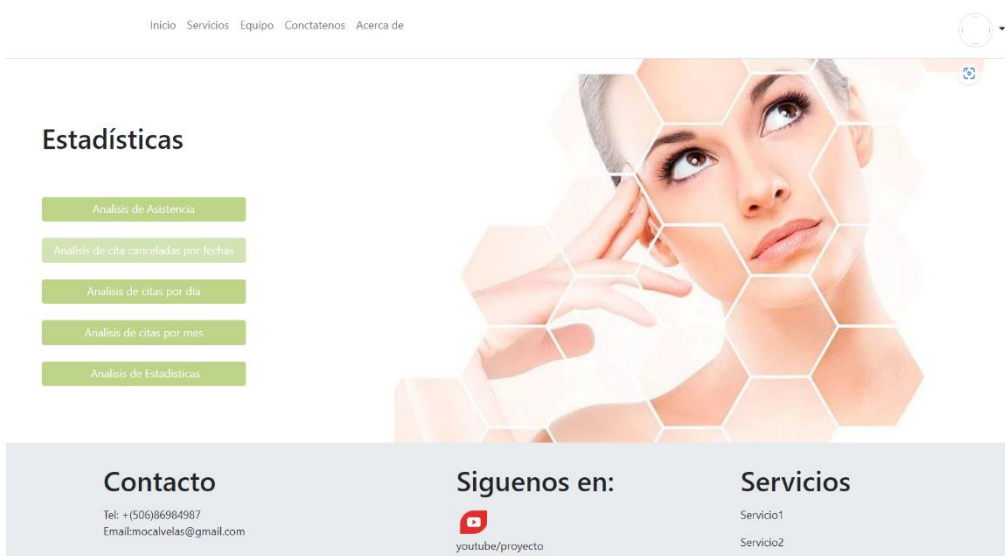 Inicio Servicios Equipo Conctatenos Acerca de
Estadísticas
Analisis de Asistencia
Analisis de cita canceladas por fechas
Analisis de citas por día
Analisis de citas por mes
Analisis de Estadisticas
Contacto
Tel: +(506)86984987
Email:mocalvelas@gmail.com
Siguenos en:
youtube/proyecto
Servicios
Servicio1
Servicio2